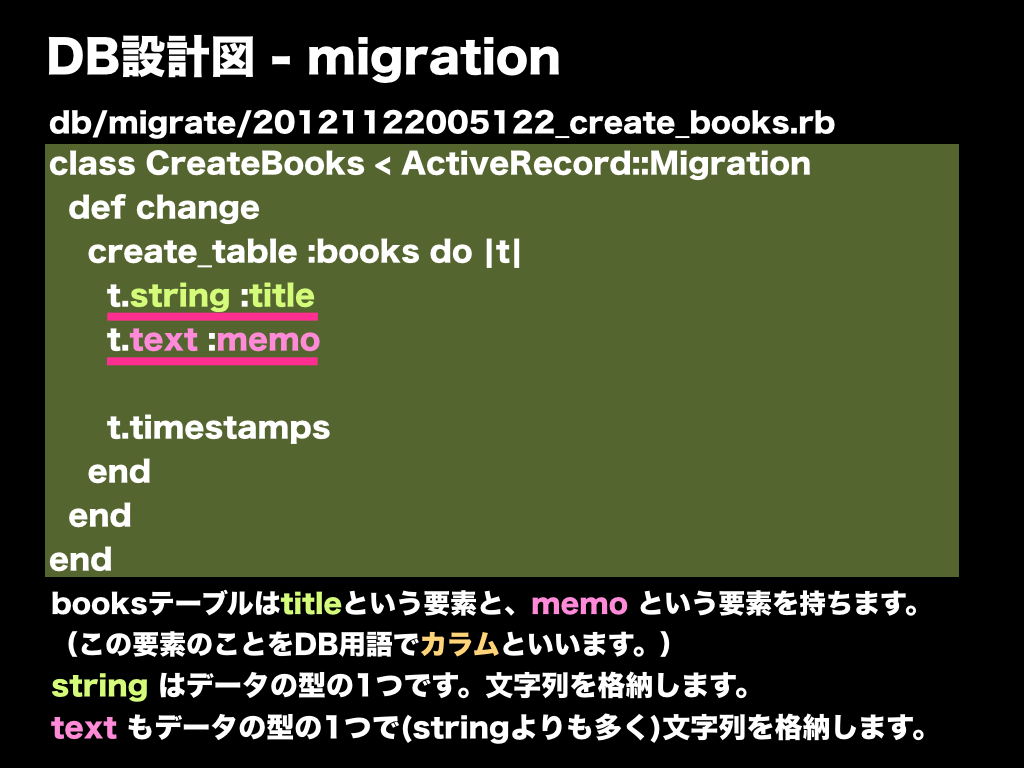 DB設計図 - migration
db/migrate/20121122005122_create_books.rb
class CreateBooks < ActiveRecord::Migration
  def change
    create_table :books do |t|
      t.string :title
      t.text :memo
      t.timestamps
    end
  end
end
booksテーブルはtitleという要素と、memo という要素を持ちます。
（この要素のことをDB用語でカラムといいます。）
string はデータの型の1つです。文字列を格納します。
text もデータの型の1つで(stringよりも多く)文字列を格納します。